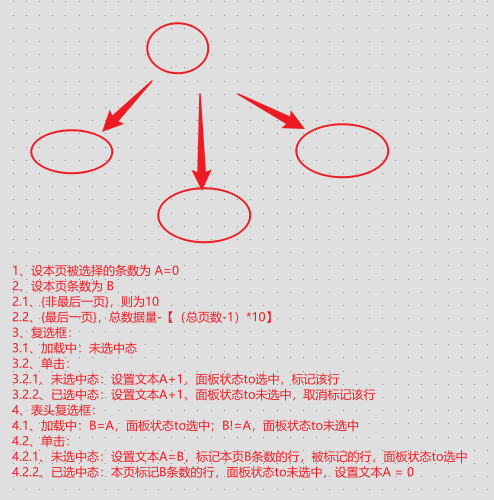 1、设本页被选择的条数为 A=0
2、设本页条数为 B
2.1、{非最后一页}，则为10
2.2、{最后一页}，总数据量-【（总页数-1）*10】
3、复选框：
3.1、加载中：未选中态
3.2、单击：
3.2.1、未选中态：设置文本A+1，面板状态to选中，标记该行
3.2.2、已选中态：设置文本A+1，面板状态to未选中，取消标记该行
4、表头复选框：
4.1、加载中：B=A，面板状态to选中；B!=A，面板状态to未选中
4.2、单击：
4.2.1、未选中态：设置文本A=B，标记本页B条数的行，被标记的行，面板状态to选中
4.2.2、已选中态：本页标记B条数的行，面板状态to未选中，设置文本A = 0